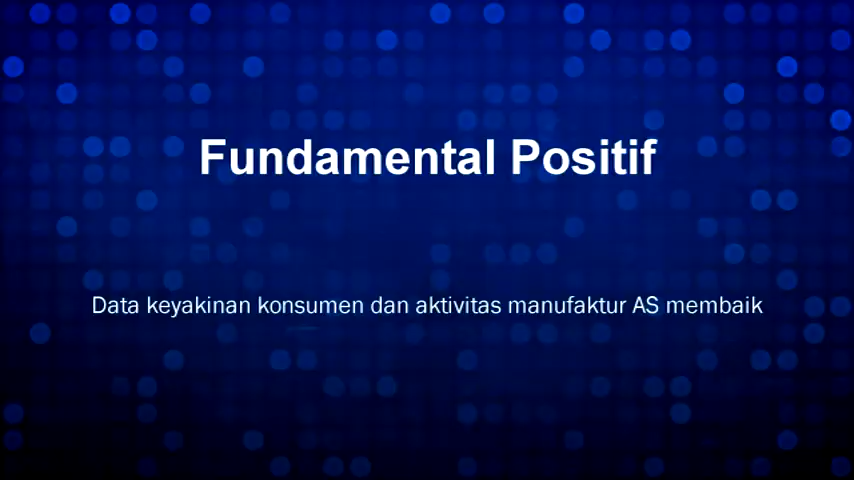 Fundamental Positif
Data keyakinan konsumen dan aktivitas manufaktur AS membaik